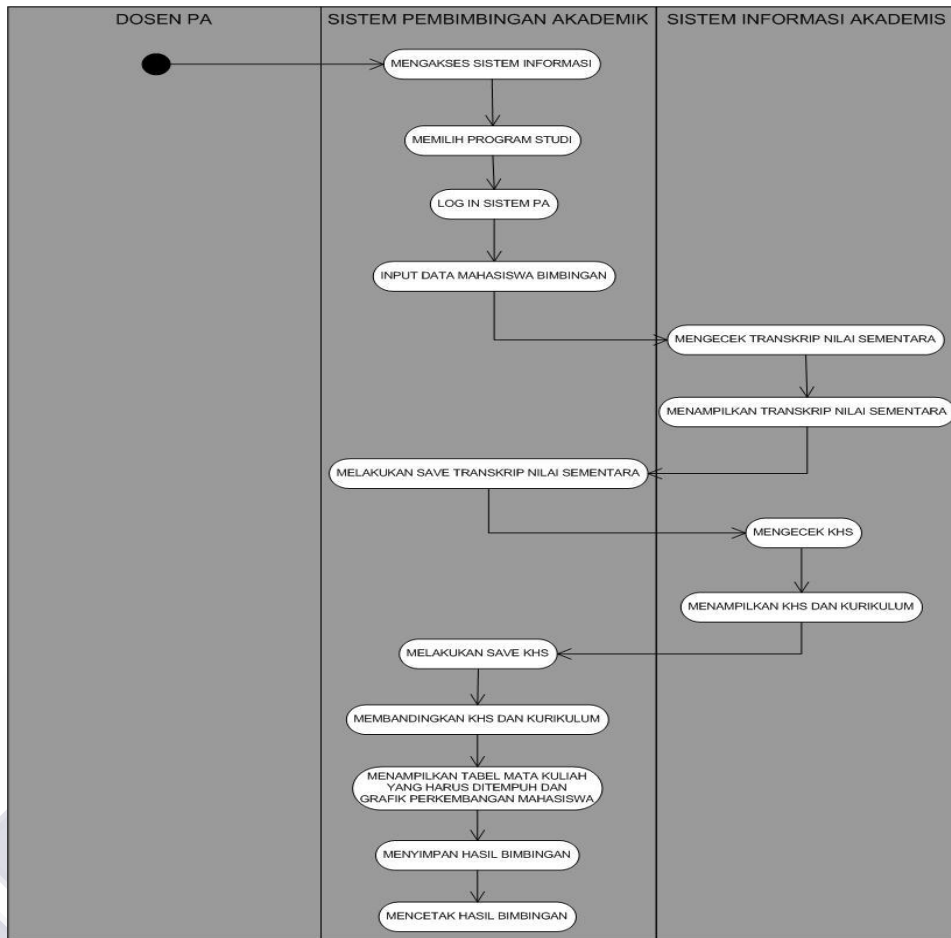 DOSEN PA
SISTEM PEMBIMBINGAN AKADEMIK
SISTEM INFORMASI AKADEMIS
MENGAKSES SISTEM INFORMASI
MEMILIH PROGRAM STUDI
LOG IN SISTEM PA
INPUT DATA MAHASISWA BIMBINGAN
MENGECEK TRANSKRIP NILAI SEMENTARA
MENAMPILKAN TRANSKRIP NILAI SEMENTARA
MELAKUKAN SAVE TRANSKRIP NILAI SEMENTARA
MENGECEK KHS
MENAMPILKAN KHS DAN KURIKULUM
MELAKUKAN SAVE KHS
MEMBANDINGKAN KHS DAN KURIKULUM
MENAMPILKAN TABEL MATA KULIAH
YANG HARUS DITEMPUH DAN
GRAFIK PERKEMBANGAN MAHASISWA
MENYIMPAN HASIL BIMBINGAN
MENCETAK HASIL BIMBINGAN